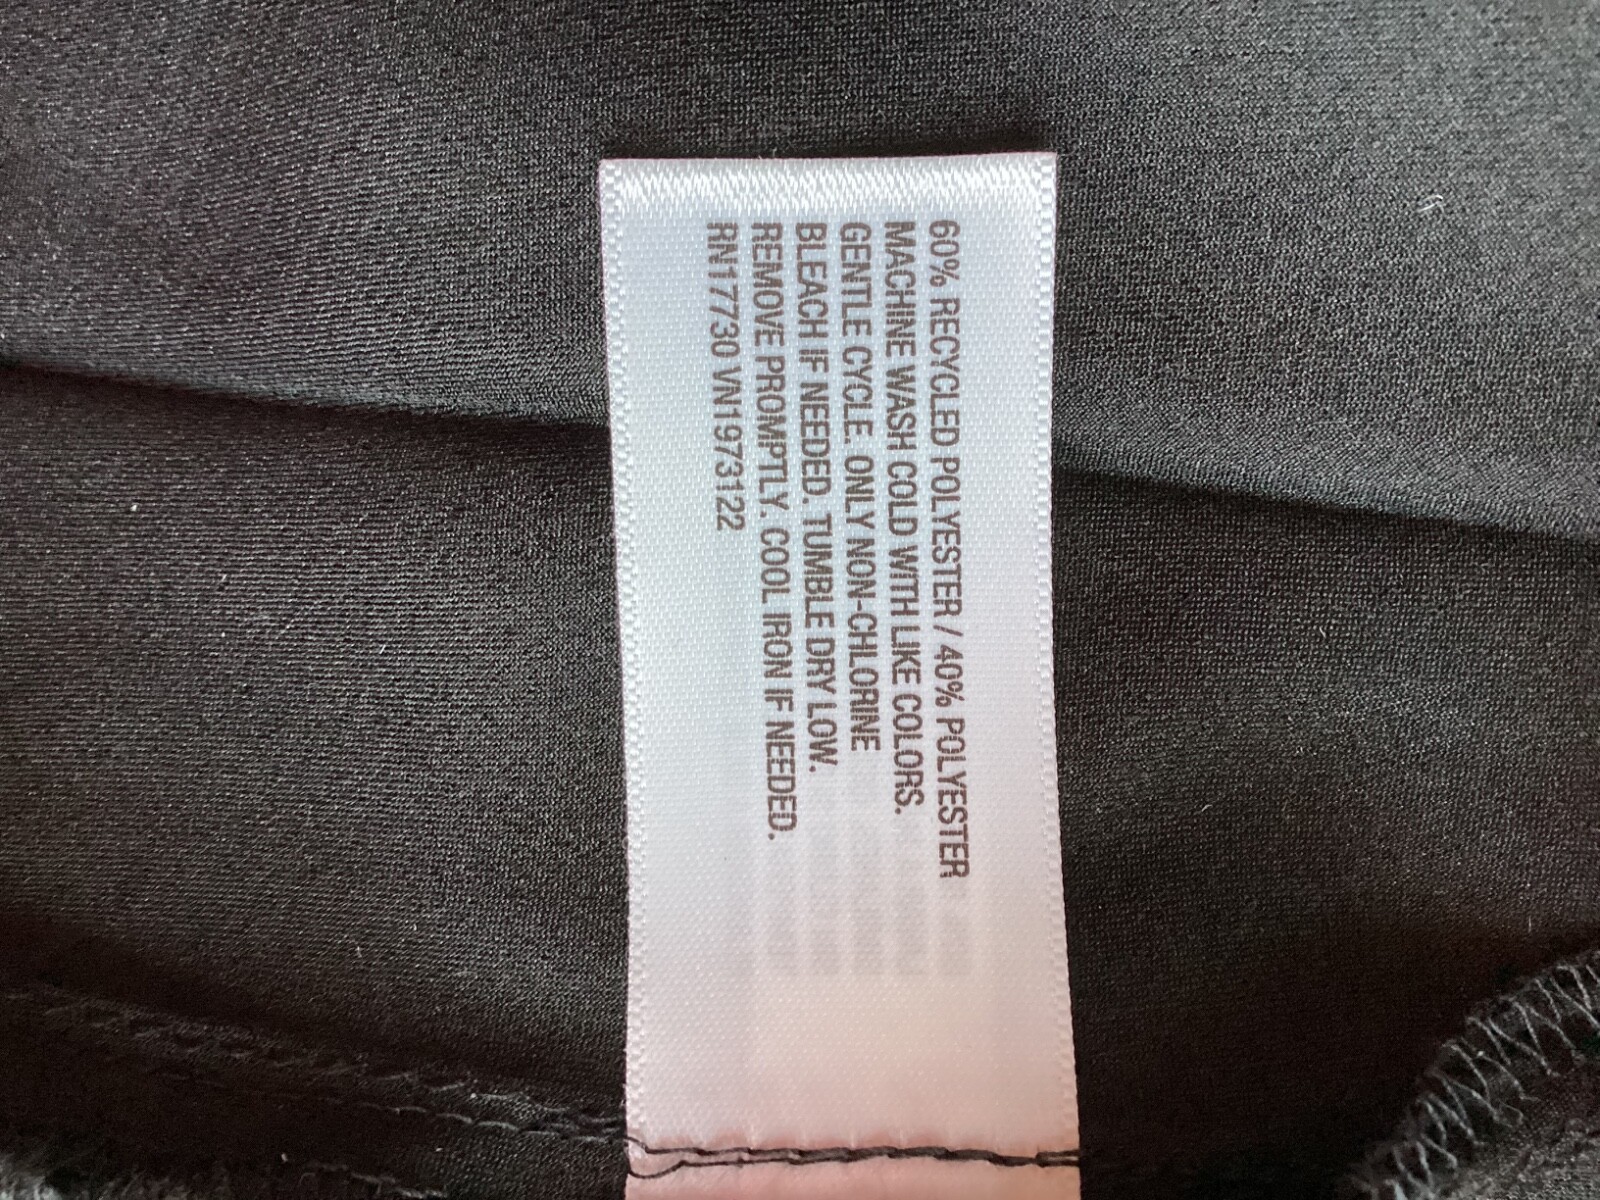 60% RECYCLED POLYESTER / 40% POLYESTER
MACHINE WASH COLD WITH LIKE COLORS.
GENTLE CYCLE. ONLY NON-CHLORINE
BLEACH IF NEEDED. TUMBLE DRY LOW.
REMOVE PROMPTLY. COOL IRON IF NEEDED.
RN17730 VN1973122